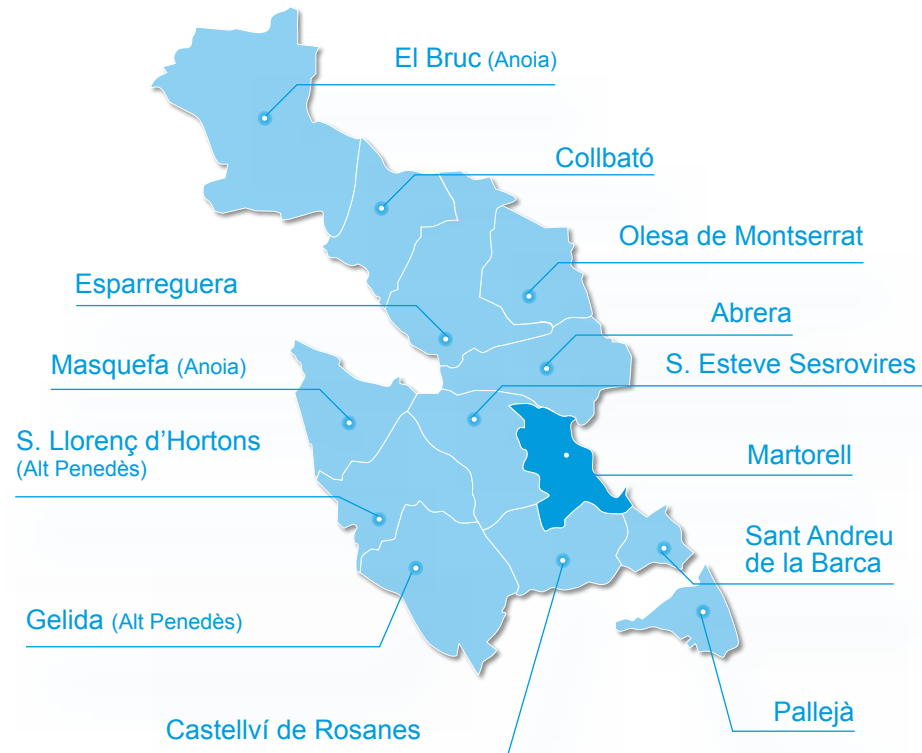 El Bruc (Anoia)
Collbató
Olesa de Montserrat
Esparreguera
Abrera
Masquefa (Anoia)
S. Esteve Sesrovires
S. Llorenç d’Hortons
(Alt Penedès)
Martorell
Sant Andreu
de la Barca
Gelida (Alt Penedès)
Pallejà
Castellví de Rosanes